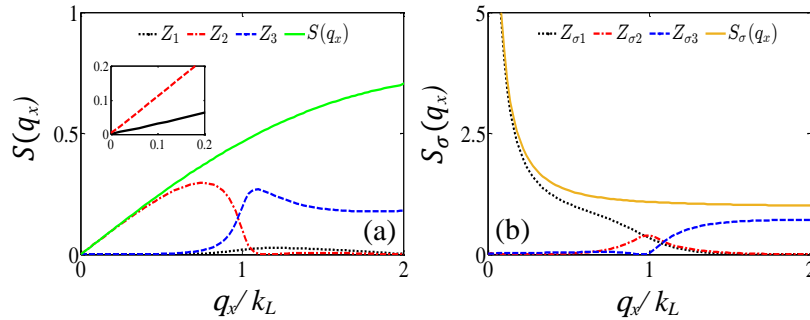 1
Z1 Z2 Z3 S(qx)
0.2
0.1
0
0 0.1 0.2
S(qx)
0.5
0
(a)
0 1 2
qx/kL
5
Zσ1 Zσ2 Zσ3 Sσ(qx)
Sσ(qx)
0
(b)
0 1 2
qx/kL